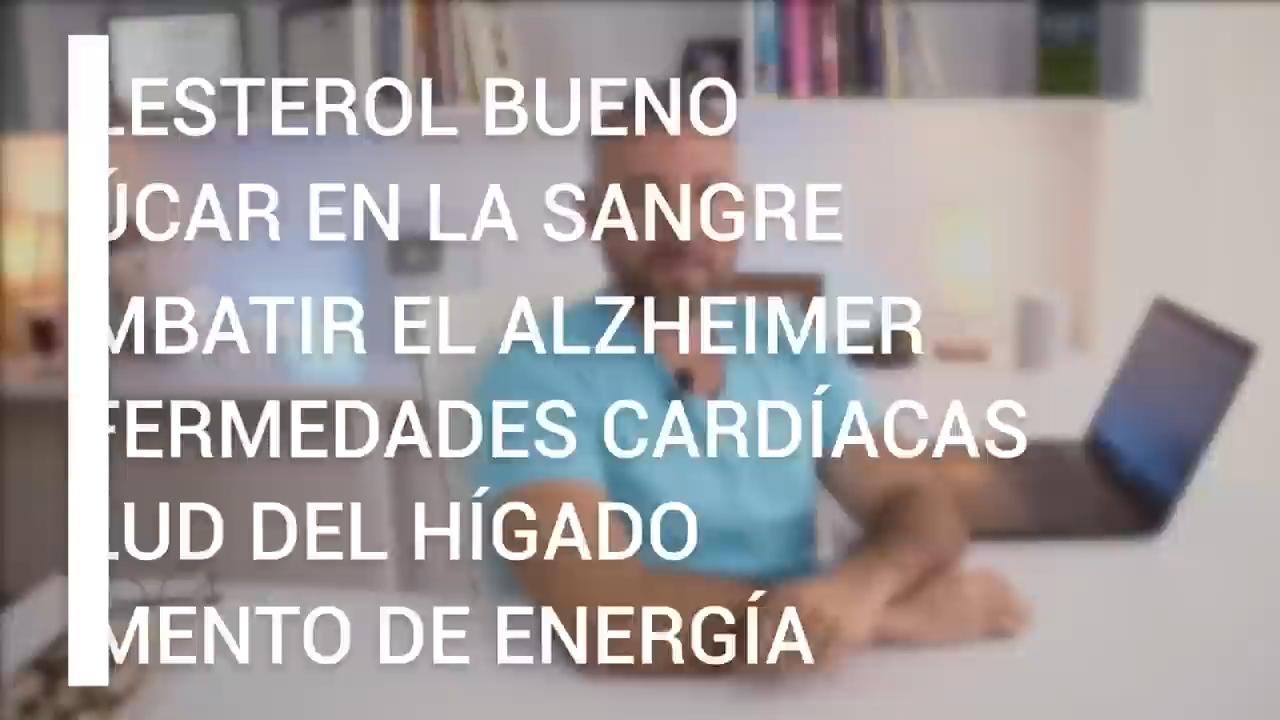 LESTEROL BUENO
ÚCAR EN LA SANGRE
MBATIR EL ALZHEIMER
FERMEDADES CARDÍACAS
LUD DEL HÍGADO
MENTO DE ENERGÍA